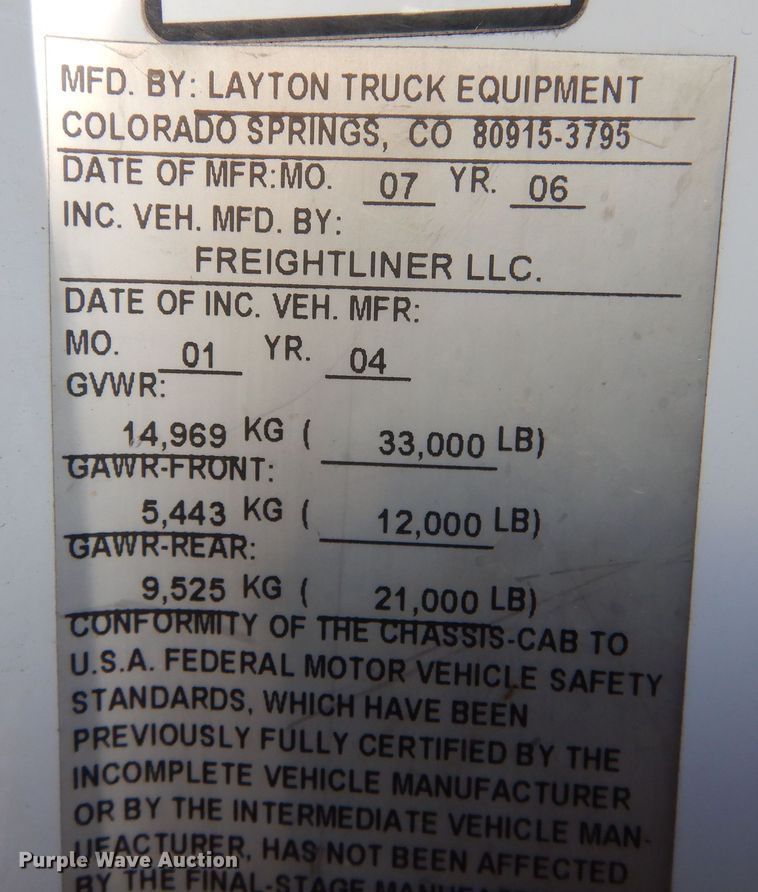 MFD. BY: LAYTON TRUCK EQUIPMENT
COLORADO SPRINGS, CO 80915-3795
DATE OF MFR:MO. 07 YR. 06
INC. VEH. MFD. BY:
FREIGHTLINER LLC.
DATE OF INC. VEH. MFR:
MO. 01 YR. 04
GVWR:
14,969 KG ( 33,000 LB)
GAWR-FRONT:
5,443 KG ( 12,000 LB)
GAWR-REAR:
9,525 KG ( 21,000 LB)
CONFORMITY OF THE CHASSIS-CAB TO
U.S.A. FEDERAL MOTOR VEHICLE SAFETY
STANDARDS, WHICH HAVE BEEN
PREVIOUSLY FULLY CERTIFIED BY THE
INCOMPLETE VEHICLE MANUFACTURER
OR BY THE INTERMEDIATE VEHICLE MAN-
UFACTURER, HAS NOT BEEN AFFECTED
BY THE FINAL-STAGE
Purple Wave Auction